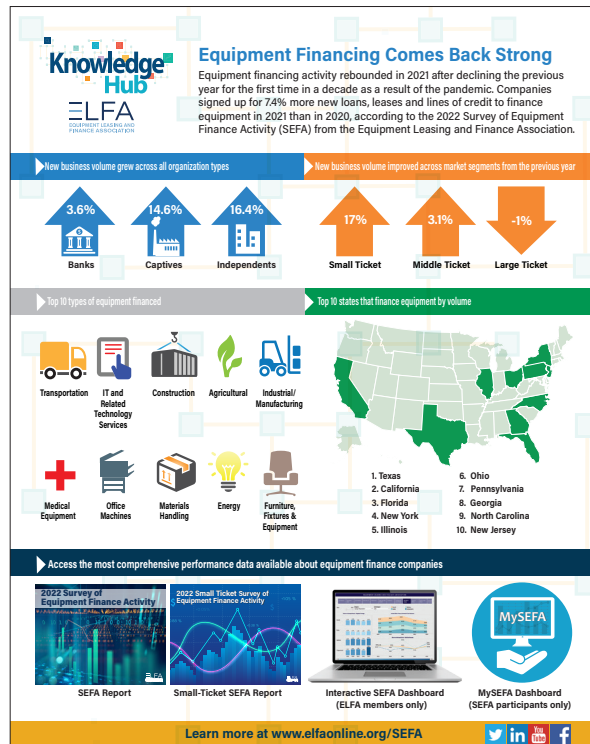 Knowledge
Hub
ELFA
EQUIPMENT LEASING AND
FINANCE ASSOCIATION
Equipment Financing Comes Back Strong
Equipment financing activity rebounded in 2021 after declining the previous
year for the first time in a decade as a result of the pandemic. Companies
signed up for 7.4% more new loans, leases and lines of credit to finance
equipment in 2021 than in 2020, according to the 2022 Survey of Equipment
Finance Activity (SEFA) from the Equipment Leasing and Finance Association.
New business volume grew across all organization types
New business volume improved across market segments from the previous year
3.6%
14.6%
16.4%
17%
3.1%
-1%
Banks
Captives
Independents
Small Ticket
Middle Ticket
Large Ticket
Top 10 types of equipment financed
Top 10 states that finance equipment by volume
Transportation
IT and
Related
Technology
Services
Construction
Agricultural
Industrial/
Manufacturing
Medical
Equipment
Office
Machines
Materials
Handling
Energy
Furniture,
Fixtures &
Equipment
1. Texas
2. California
3. Florida
4. New York
5. Illinois
6. Ohio
7. Pennsylvania
8. Georgia
9. North Carolina
10. New Jersey
Access the most comprehensive performance data available about equipment finance companies
2022 Survey of
Equipment Finance Activity
ELFA
2022 Small Ticket Survey of
Equipment Finance Activity
MySEFA
SEFA Report
Small-Ticket SEFA Report
Interactive SEFA Dashboard
(ELFA members only)
MySEFA Dashboard
(SEFA participants only)
Learn more at www.elfaonline.org/SEFA
in
You
Tube
f